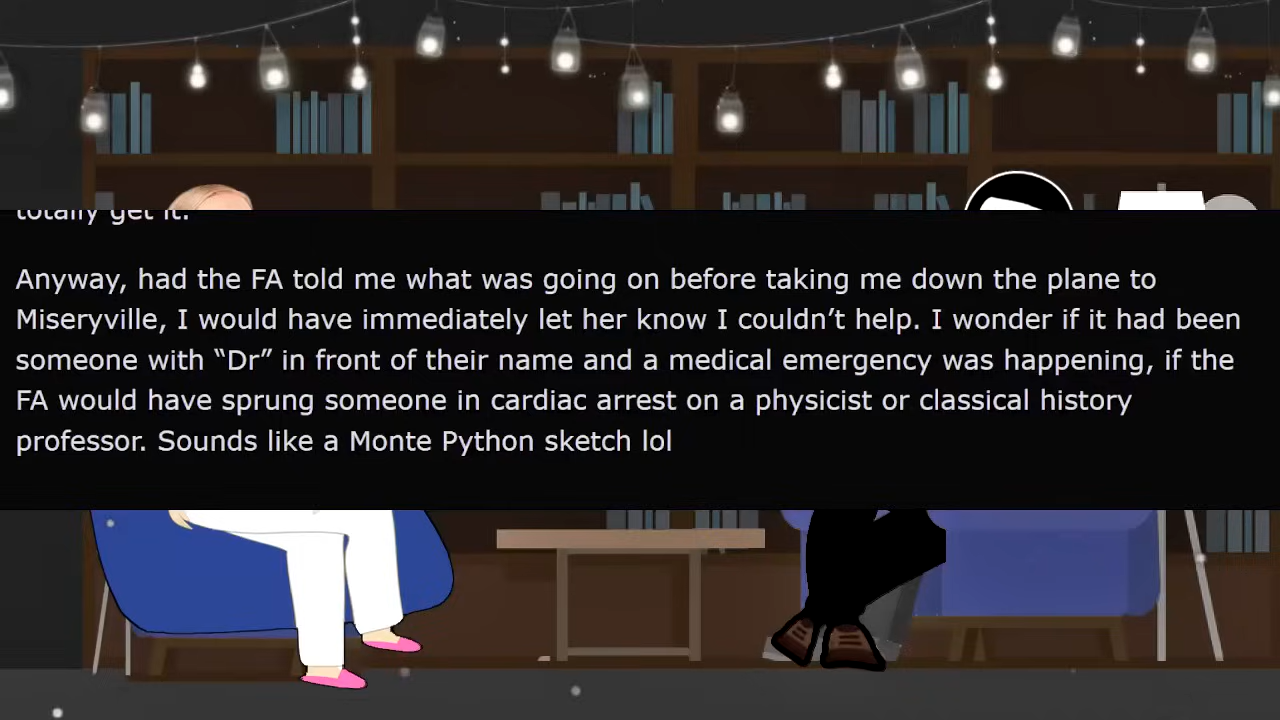 totally get it.
Anyway, had the FA told me what was going on before taking me down the plane to
Miseryville, I would have immediately let her know I couldn’t help. I wonder if it had been
someone with “Dr” in front of their name and a medical emergency was happening, if the
FA would have sprung someone in cardiac arrest on a physicist or classical history
professor. Sounds like a Monte Python sketch lol